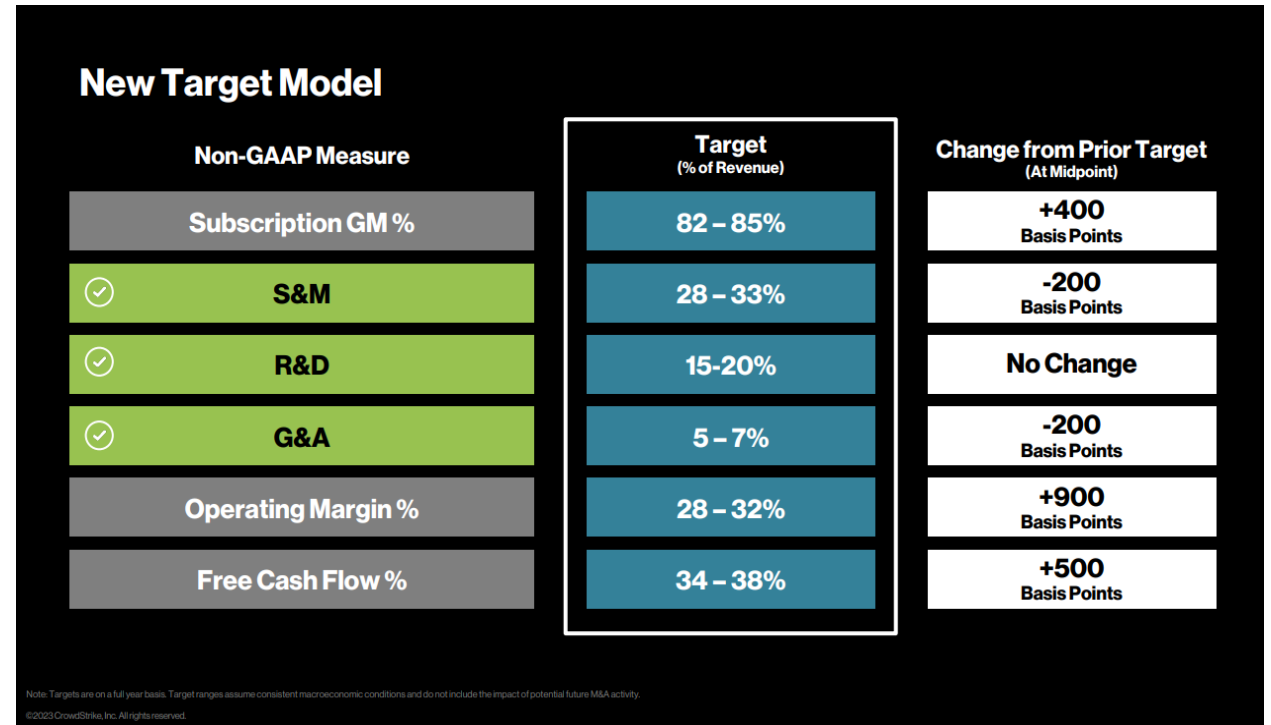 New Target Model
Non-GAAP Measure
Target
(% of Revenue)
Change from Prior Target
(At Midpoint)
Subscription GM %
82 – 85%
+400
Basis Points
S&M
28 – 33%
-200
Basis Points
R&D
15-20%
No Change
G&A
5 – 7%
-200
Basis Points
Operating Margin %
28 – 32%
+900
Basis Points
Free Cash Flow %
34 – 38%
+500
Basis Points
Note: Targets are on a full year basis. Target ranges assume consistent macroeconomic conditions and do not include the impact of potential future M&A activity.
©2023 CrowdStrike, Inc. All rights reserved.